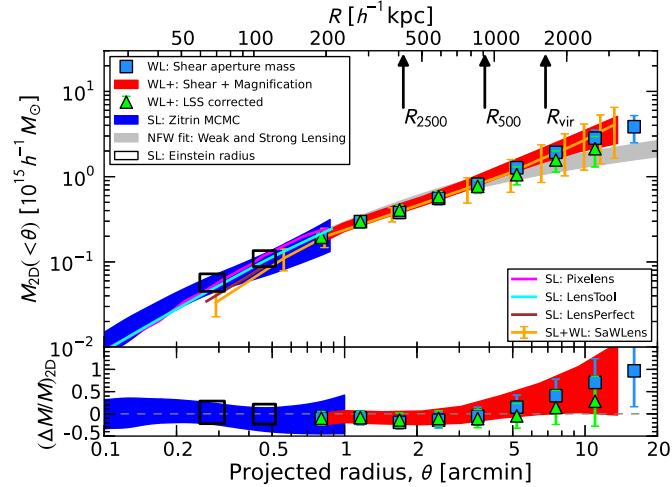 R [h⁻¹ kpc]
50 100 200 500 1000 2000
WL: Shear aperture mass
WL+: Shear + Magnification
WL+: LSS corrected
SL: Zitrin MCMC
NFW fit: Weak and Strong Lensing
SL: Einstein radius
R₂₅₀₀ R₅₀₀ R_vir
M₂D(<θ) [10¹⁵ h⁻¹ M⊙]
10¹
10⁰
10⁻¹
10⁻²
SL: Pixelens
SL: LensTool
SL: LensPerfect
SL+WL: SaWLens
(ΔM/M)₂D
1
0.5
0
-0.5
0.1 0.2 0.5 1 2 5 10 20
Projected radius, θ [arcmin]